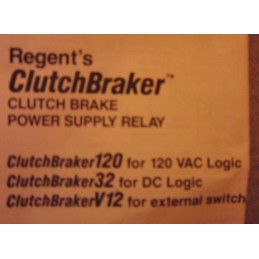 Regent's
ClutchBraker™
CLUTCH BRAKE
POWER SUPPLY RELAY
ClutchBraker120 for 120 VAC Logic
ClutchBraker32 for DC Logic
ClutchBrakerV12 for external switch